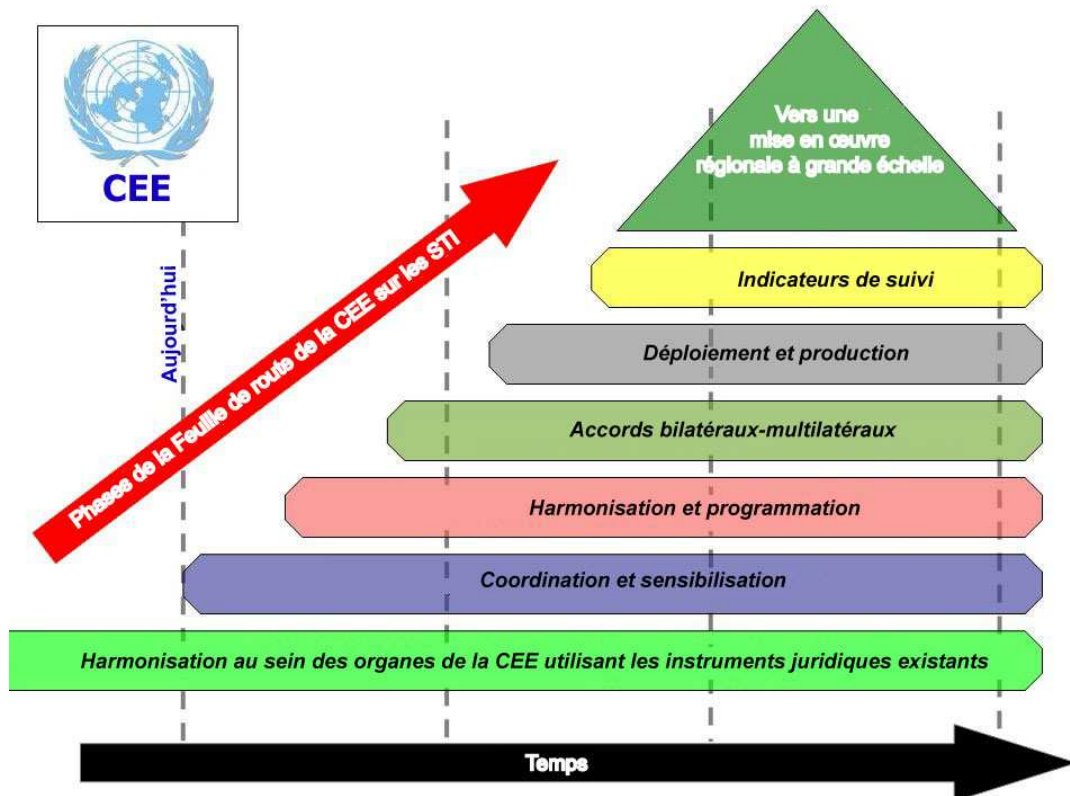 CEE
Aujourd'hui
Phases de la Feuille de route de la CEE sur les STI
Vers une
mise en œuvre
régionale à grande échelle
Indicateurs de suivi
Déploiement et production
Accords bilatéraux-multilatéraux
Harmonisation et programmation
Coordination et sensibilisation
Harmonisation au sein des organes de la CEE utilisant les instruments juridiques existants
Temps